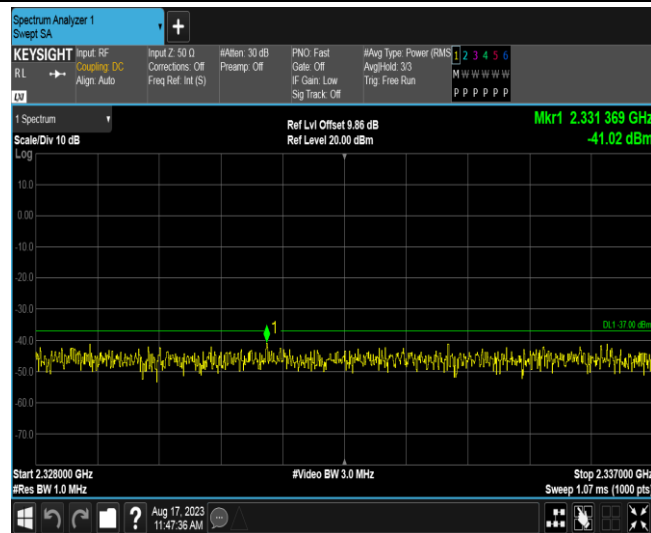 Spectrum Analyzer 1
Swept SA
+
KEYSIGHT
RL
LXI
Input: RF
Coupling: DC
Align: Auto
Input Z: 50 Ω
Corrections: Off
Freq Ref: Int (S)
#Atten: 30 dB
Preamp: Off
PNO: Fast
Gate: Off
IF Gain: Low
Sig Track: Off
#Avg Type: Power (RMS
Avg|Hold: 3/3
Trig: Free Run
1 2 3 4 5 6
M W W W W W
P P P P P P
1 Spectrum
Scale/Div 10 dB
Ref Lvl Offset 9.86 dB
Ref Level 20.00 dBm
Mkr1 2.331 369 GHz
-41.02 dBm
Log
10.0
0.00
-10.0
-20.0
-30.0
DL1 -37.00 dBm
1
-40.0
-50.0
-60.0
-70.0
Start 2.328000 GHz
#Video BW 3.0 MHz
Stop 2.337000 GHz
#Res BW 1.0 MHz
Sweep 1.07 ms (1000 pts)
?
Aug 17, 2023
11:47:36 AM